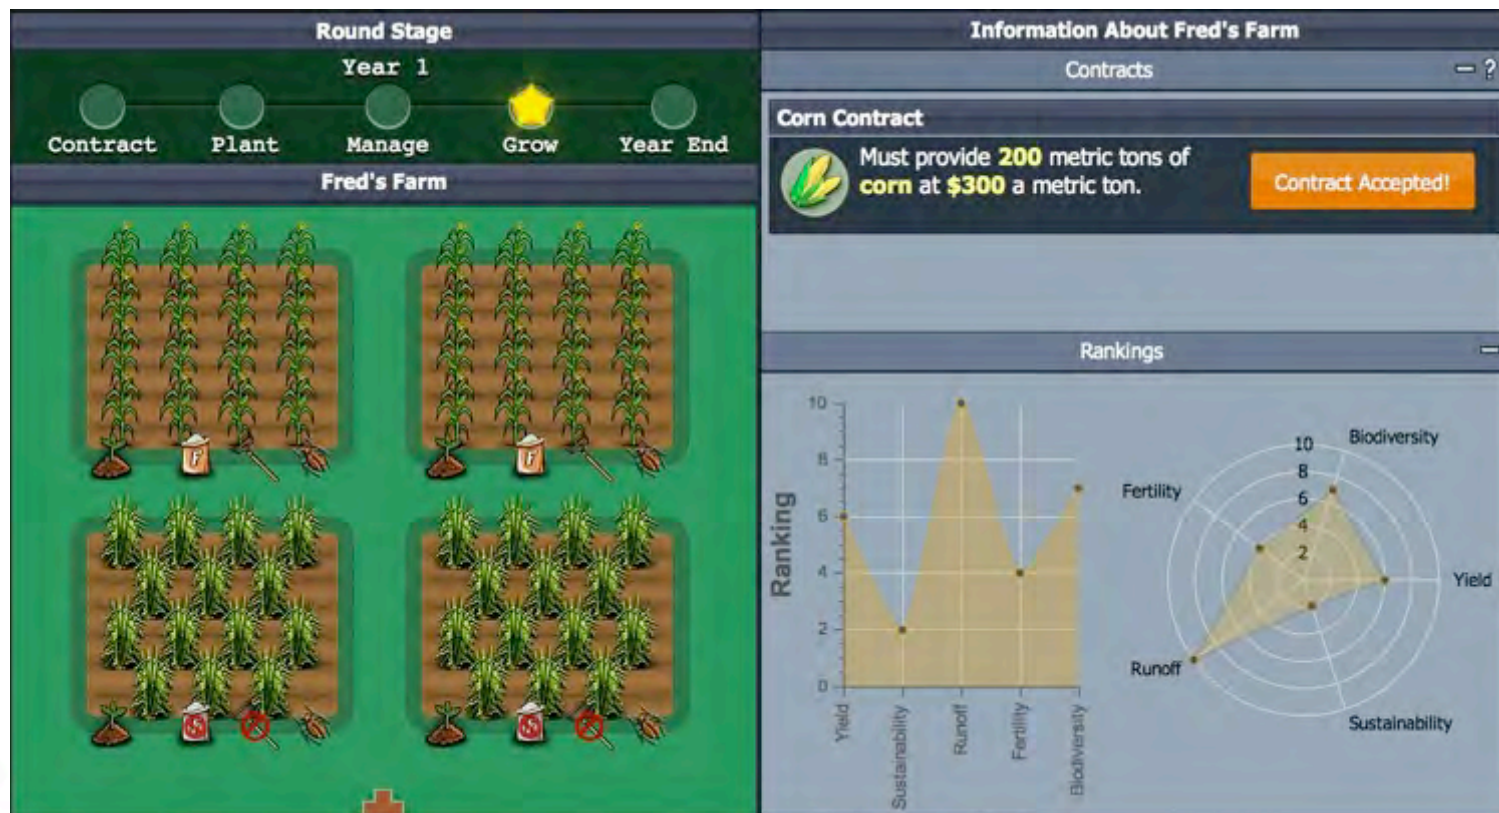 Round Stage
Year 1
Contract
Plant
Manage
Grow
Year End
Fred's Farm
F
F
S
S
Information About Fred's Farm
Contracts
?
Corn Contract
Must provide 200 metric tons of
corn at $300 a metric ton.
Contract Accepted!
Rankings
Ranking
10
8
6
4
2
0
Yield
Sustainability
Runoff
Fertility
Biodiversity
10
8
6
4
2
Biodiversity
Fertility
Yield
Runoff
Sustainability